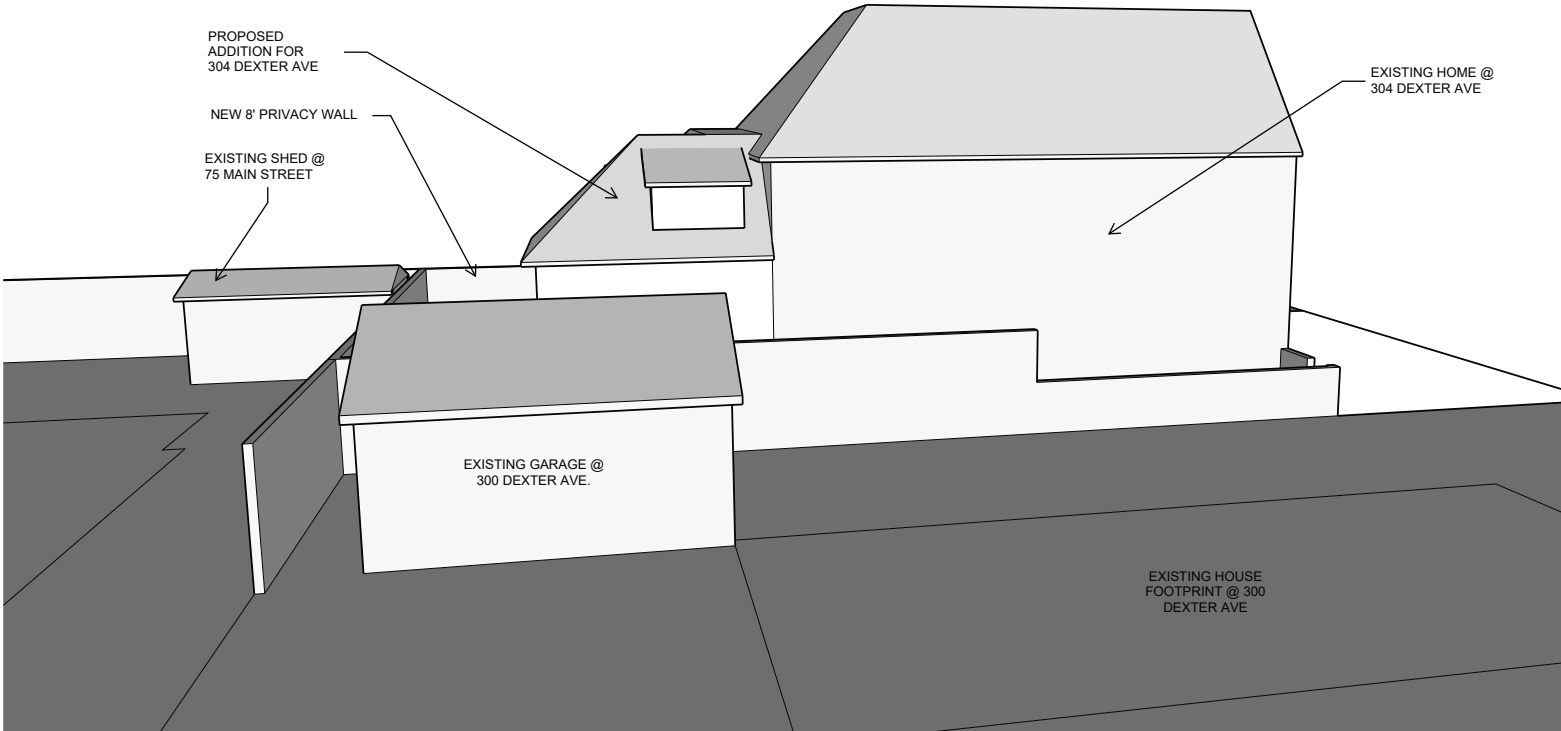 PROPOSED
ADDITION FOR
304 DEXTER AVE
NEW 8' PRIVACY WALL
EXISTING SHED @
75 MAIN STREET
EXISTING HOME @
304 DEXTER AVE
EXISTING GARAGE @
300 DEXTER AVE.
EXISTING HOUSE
FOOTPRINT @ 300
DEXTER AVE